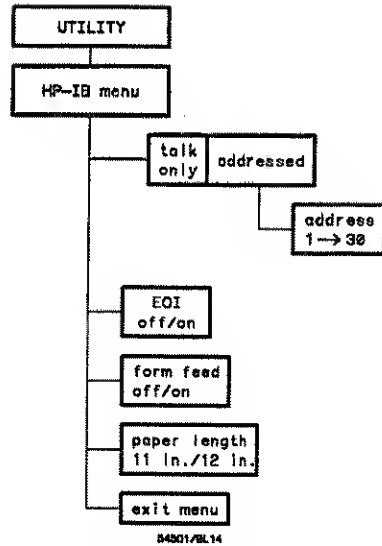 UTILITY
HP-IB menu
talk
only
addressed
address
1→30
EOI
off/on
form feed
off/on
paper length
11 in./12 in.
exit menu
54501/BL14